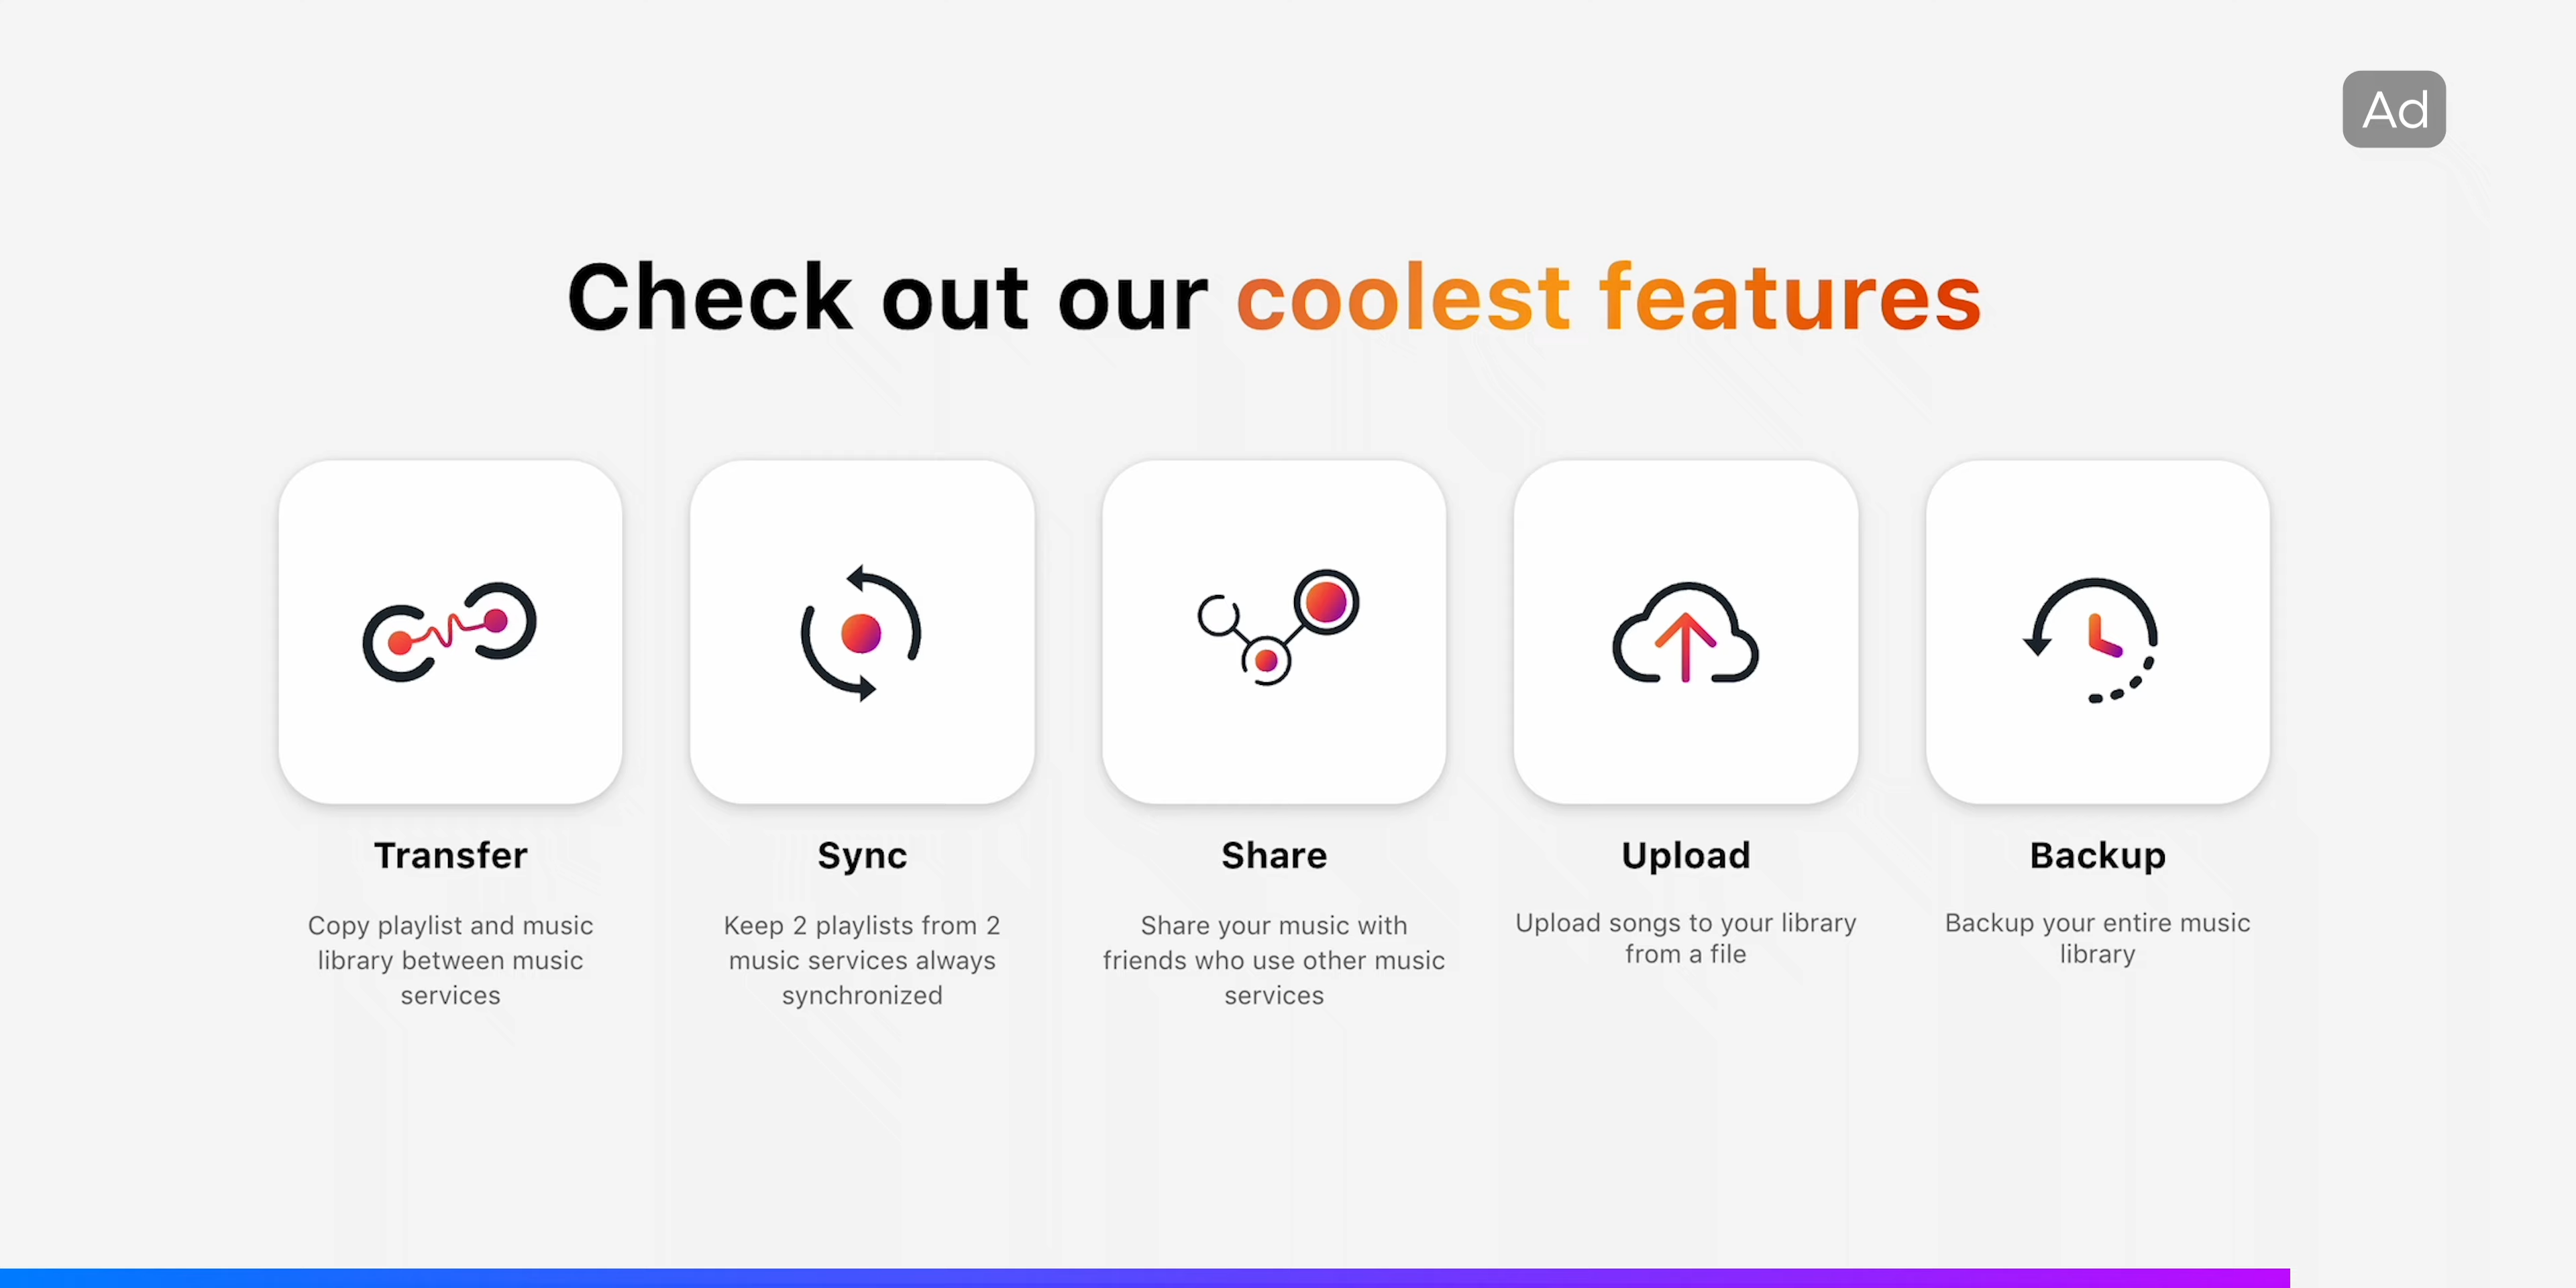 Ad
Check out our coolest features
Transfer
Copy playlist and music
library between music
services
Sync
Keep 2 playlists from 2
music services always
synchronized
Share
Share your music with
friends who use other music
services
Upload
Upload songs to your library
from a file
Backup
Backup your entire music
library